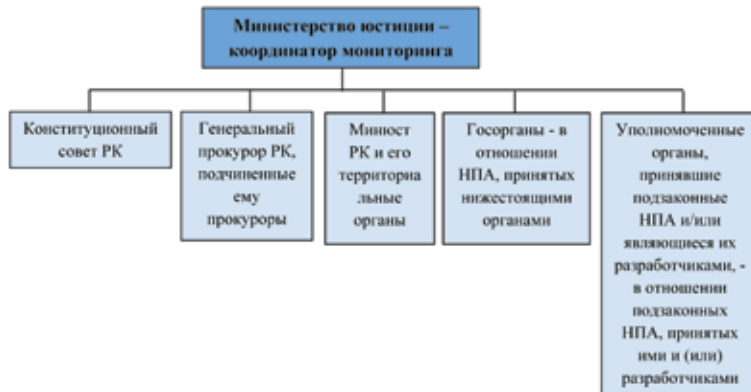 Министерство юстиции –
координатор мониторинга
Конституционный
совет РК
Генеральный
прокурор РК,
подчиненные
ему
прокуроры
Минюст
РК и его
территориа
льные
органы
Госорганы - в
отношении
НПА, принятых
нижестоящими
органами
Уполномоченные
органы,
принявшие
подзаконные
НПА и/или
являющиеся их
разработчиками, -
в отношении
подзаконных
НПА, принятых
ими и (или)
разработчиками